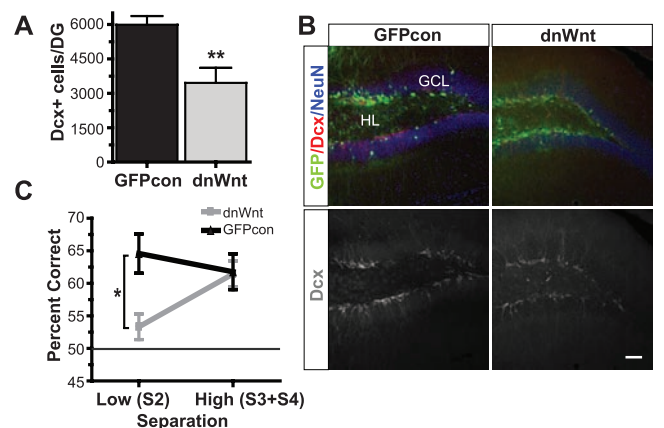 A
Dcx+ cells/DG
6000
4500
3000
1500
0
**
GFPcon
dnWnt
B
GFPcon
dnWnt
GFP/Dcx/NeuN
GCL
HL
Dcx
C
Percent Correct
70
65
60
55
50
45
*
dnWnt
GFPcon
Low (S2)
High (S3+S4)
Separation